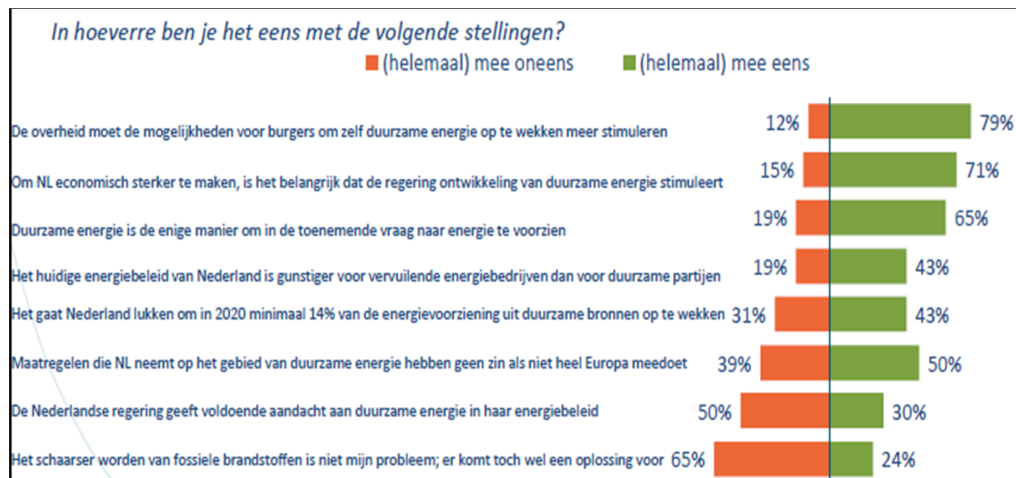 In hoeverre ben je het eens met de volgende stellingen?
(helemaal) mee oneens (helemaal) mee eens
De overheid moet de mogelijkheden voor burgers om zelf duurzame energie op te wekken meer stimuleren 12% 79%
Om NL economisch sterker te maken, is het belangrijk dat de regering ontwikkeling van duurzame energie stimuleert 15% 71%
Duurzame energie is de enige manier om in de toenemende vraag naar energie te voorzien 19% 65%
Het huidige energiebeleid van Nederland is gunstiger voor vervuilende energiebedrijven dan voor duurzame partijen 19% 43%
Het gaat Nederland lukken om in 2020 minimaal 14% van de energievoorziening uit duurzame bronnen op te wekken 31% 43%
Maatregelen die NL neemt op het gebied van duurzame energie hebben geen zin als niet heel Europa meedoet 39% 50%
De Nederlandse regering geeft voldoende aandacht aan duurzame energie in haar energiebeleid 50% 30%
Het schaarser worden van fossiele brandstoffen is niet mijn probleem; er komt toch wel een oplossing voor 65% 24%